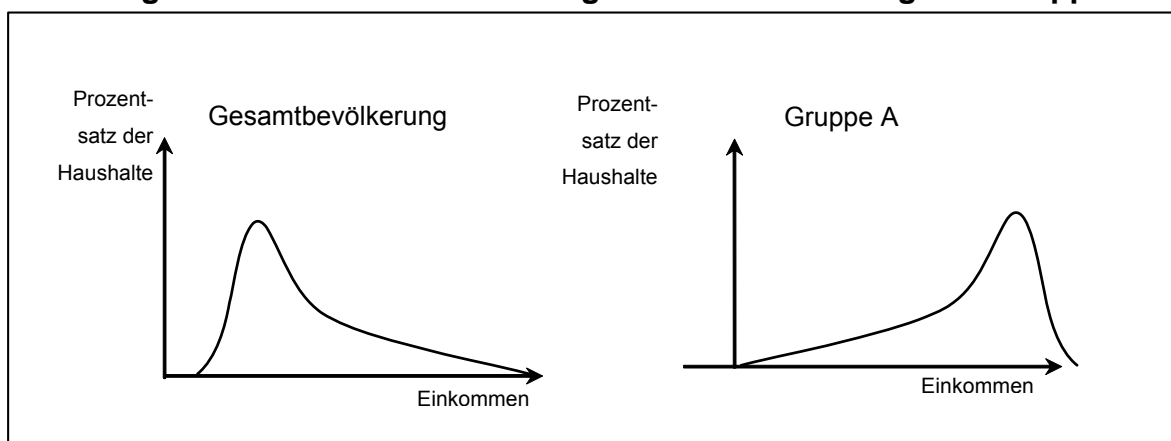 Prozent-
satz der
Haushalte
Gesamtbevölkerung
Einkommen
Prozent-
satz der
Haushalte
Gruppe A
Einkommen